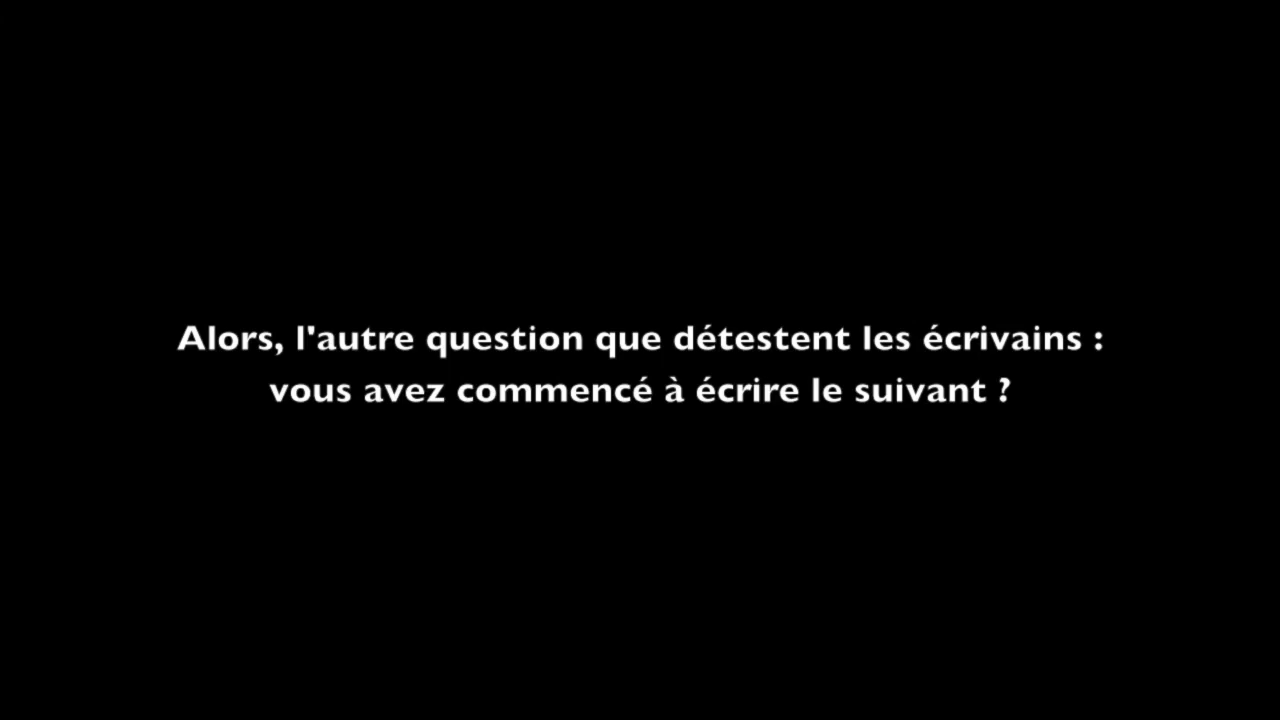 Alors, l'autre question que détestent les écrivains :
vous avez commencé à écrire le suivant ?